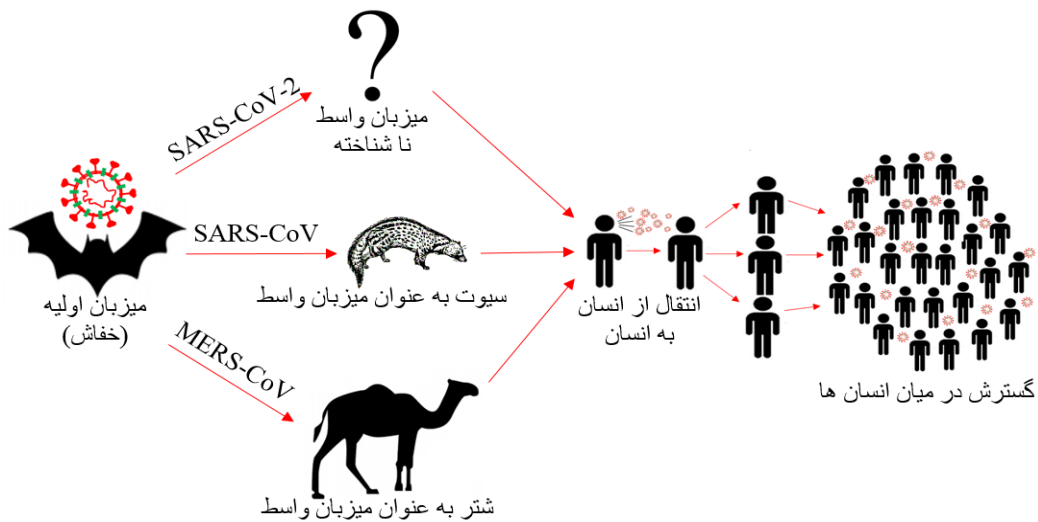 SARS-CoV-2
میزبان واسط
نا شناخته
SARS-CoV
میزبان اولیه
(خفاش)
سیوت به عنوان میزبان واسط
انتقال از انسان
به انسان
MERS-CoV
گسترش در میان انسان ها
شتر به عنوان میزبان واسط